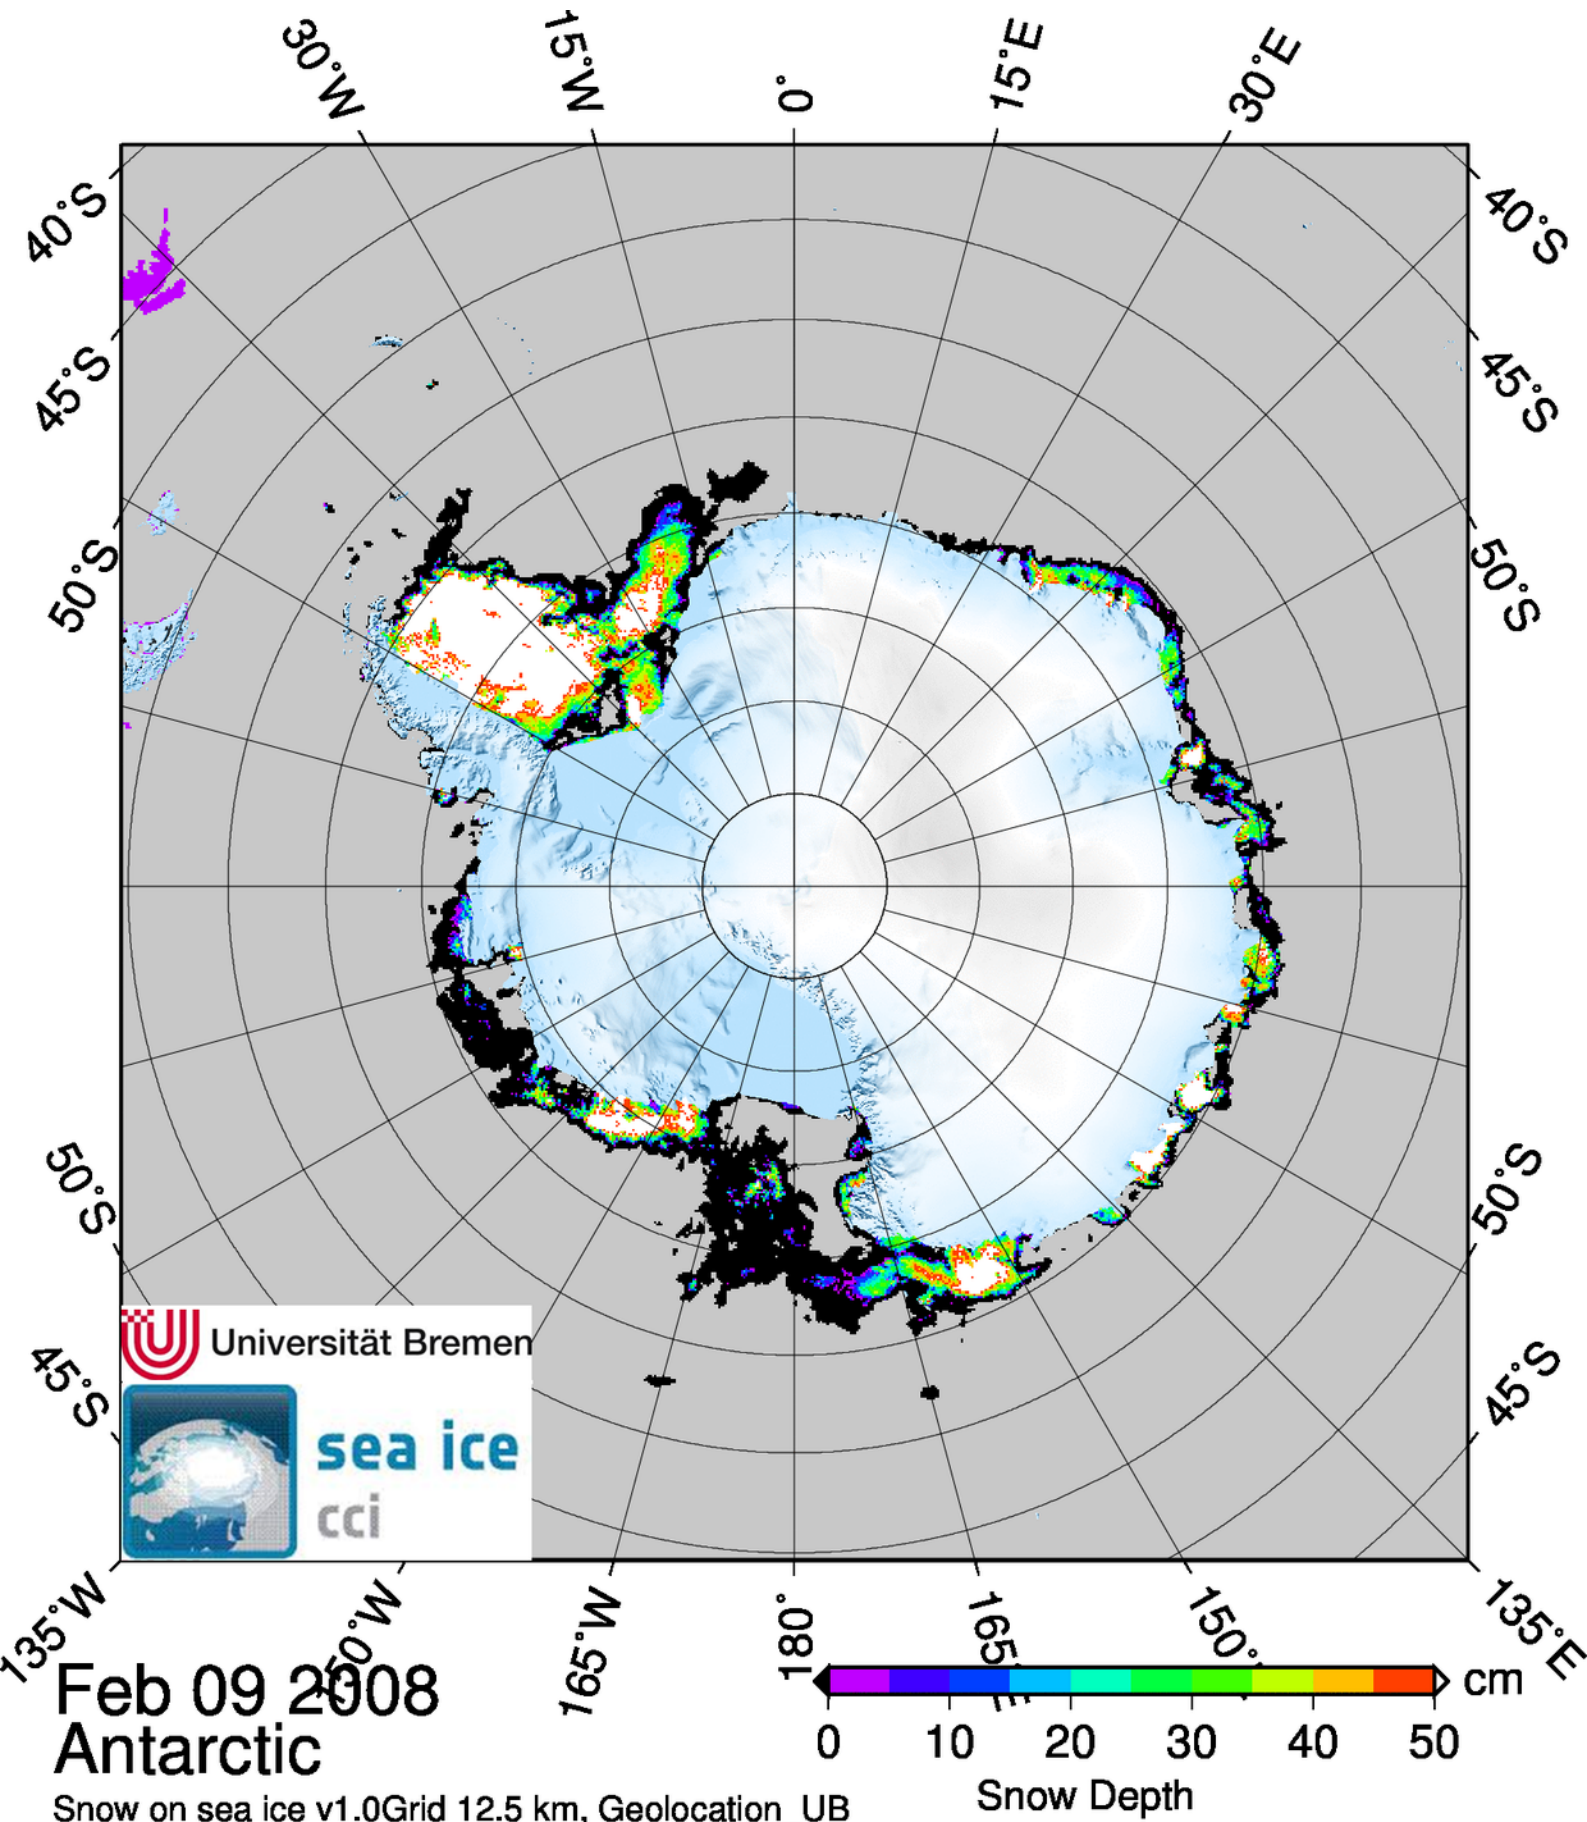 30°W 15°W 0° 15°E 30°E
40°S 40°S
45°S 45°S
50°S 50°S
50°S 50°S
45°S 45°S
Universität Bremen
sea ice
cci
135°W 165°W 180° 165°E 150° 135°E
Feb 09 2008
Antarctic
Snow on sea ice v1.0Grid 12.5 km, Geolocation UB
cm
0 10 20 30 40 50
Snow Depth